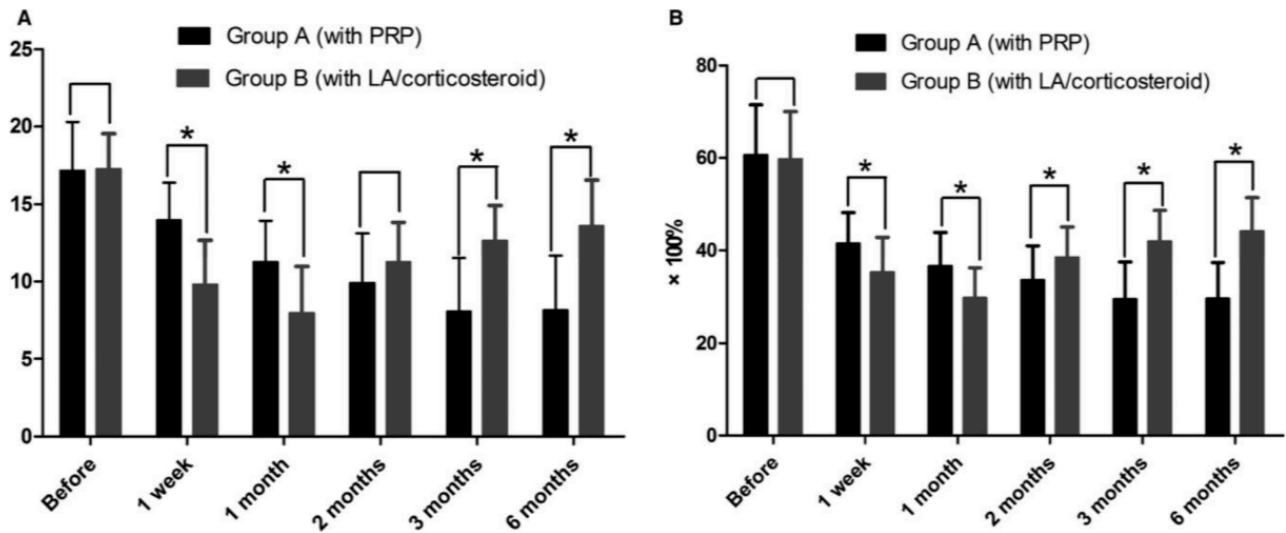 A
Group A (with PRP)
Group B (with LA/corticosteroid)
25
20
*
*
*
*
15
10
5
0
Before
1 week
1 month
2 months
3 months
6 months
B
Group A (with PRP)
Group B (with LA/corticosteroid)
80
60
*
*
*
*
*
× 100%
40
20
0
Before
1 week
1 month
2 months
3 months
6 months